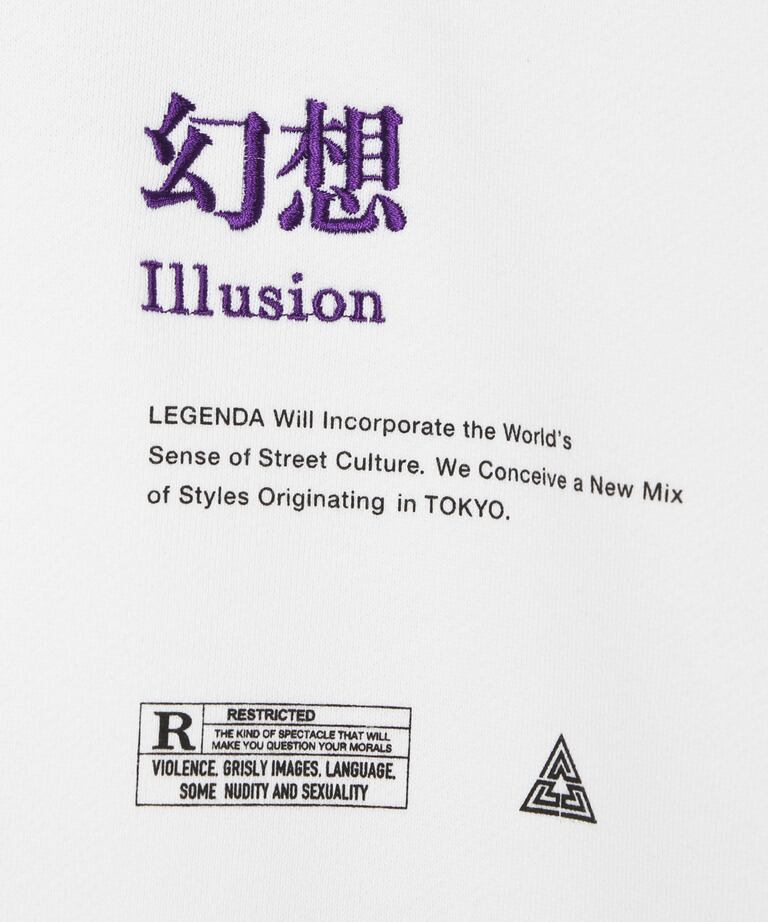 幻想
Illusion
LEGENDA Will Incorporate the World's
Sense of Street Culture. We Conceive a New Mix
of Styles Originating in TOKYO.
R
RESTRICTED
THE KIND OF SPECTACLE THAT WILL
MAKE YOU QUESTION YOUR MORALS
VIOLENCE. GRISLY IMAGES. LANGUAGE.
SOME NUDITY AND SEXUALITY